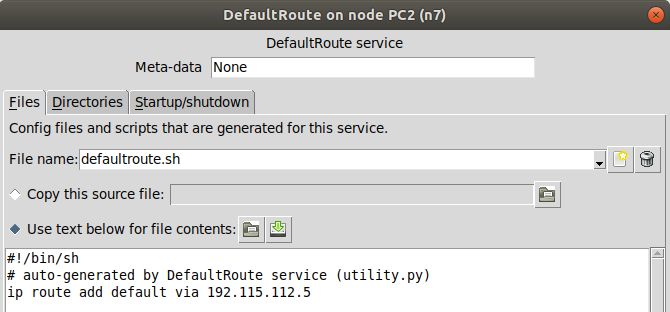 DefaultRoute on node PC2 (n7)
DefaultRoute service
Meta-data None
Files Directories Startup/shutdown
Config files and scripts that are generated for this service.
File name: defaultroute.sh
Copy this source file:
Use text below for file contents:
#!/bin/sh
# auto-generated by DefaultRoute service (utility.py)
ip route add default via 192.115.112.5